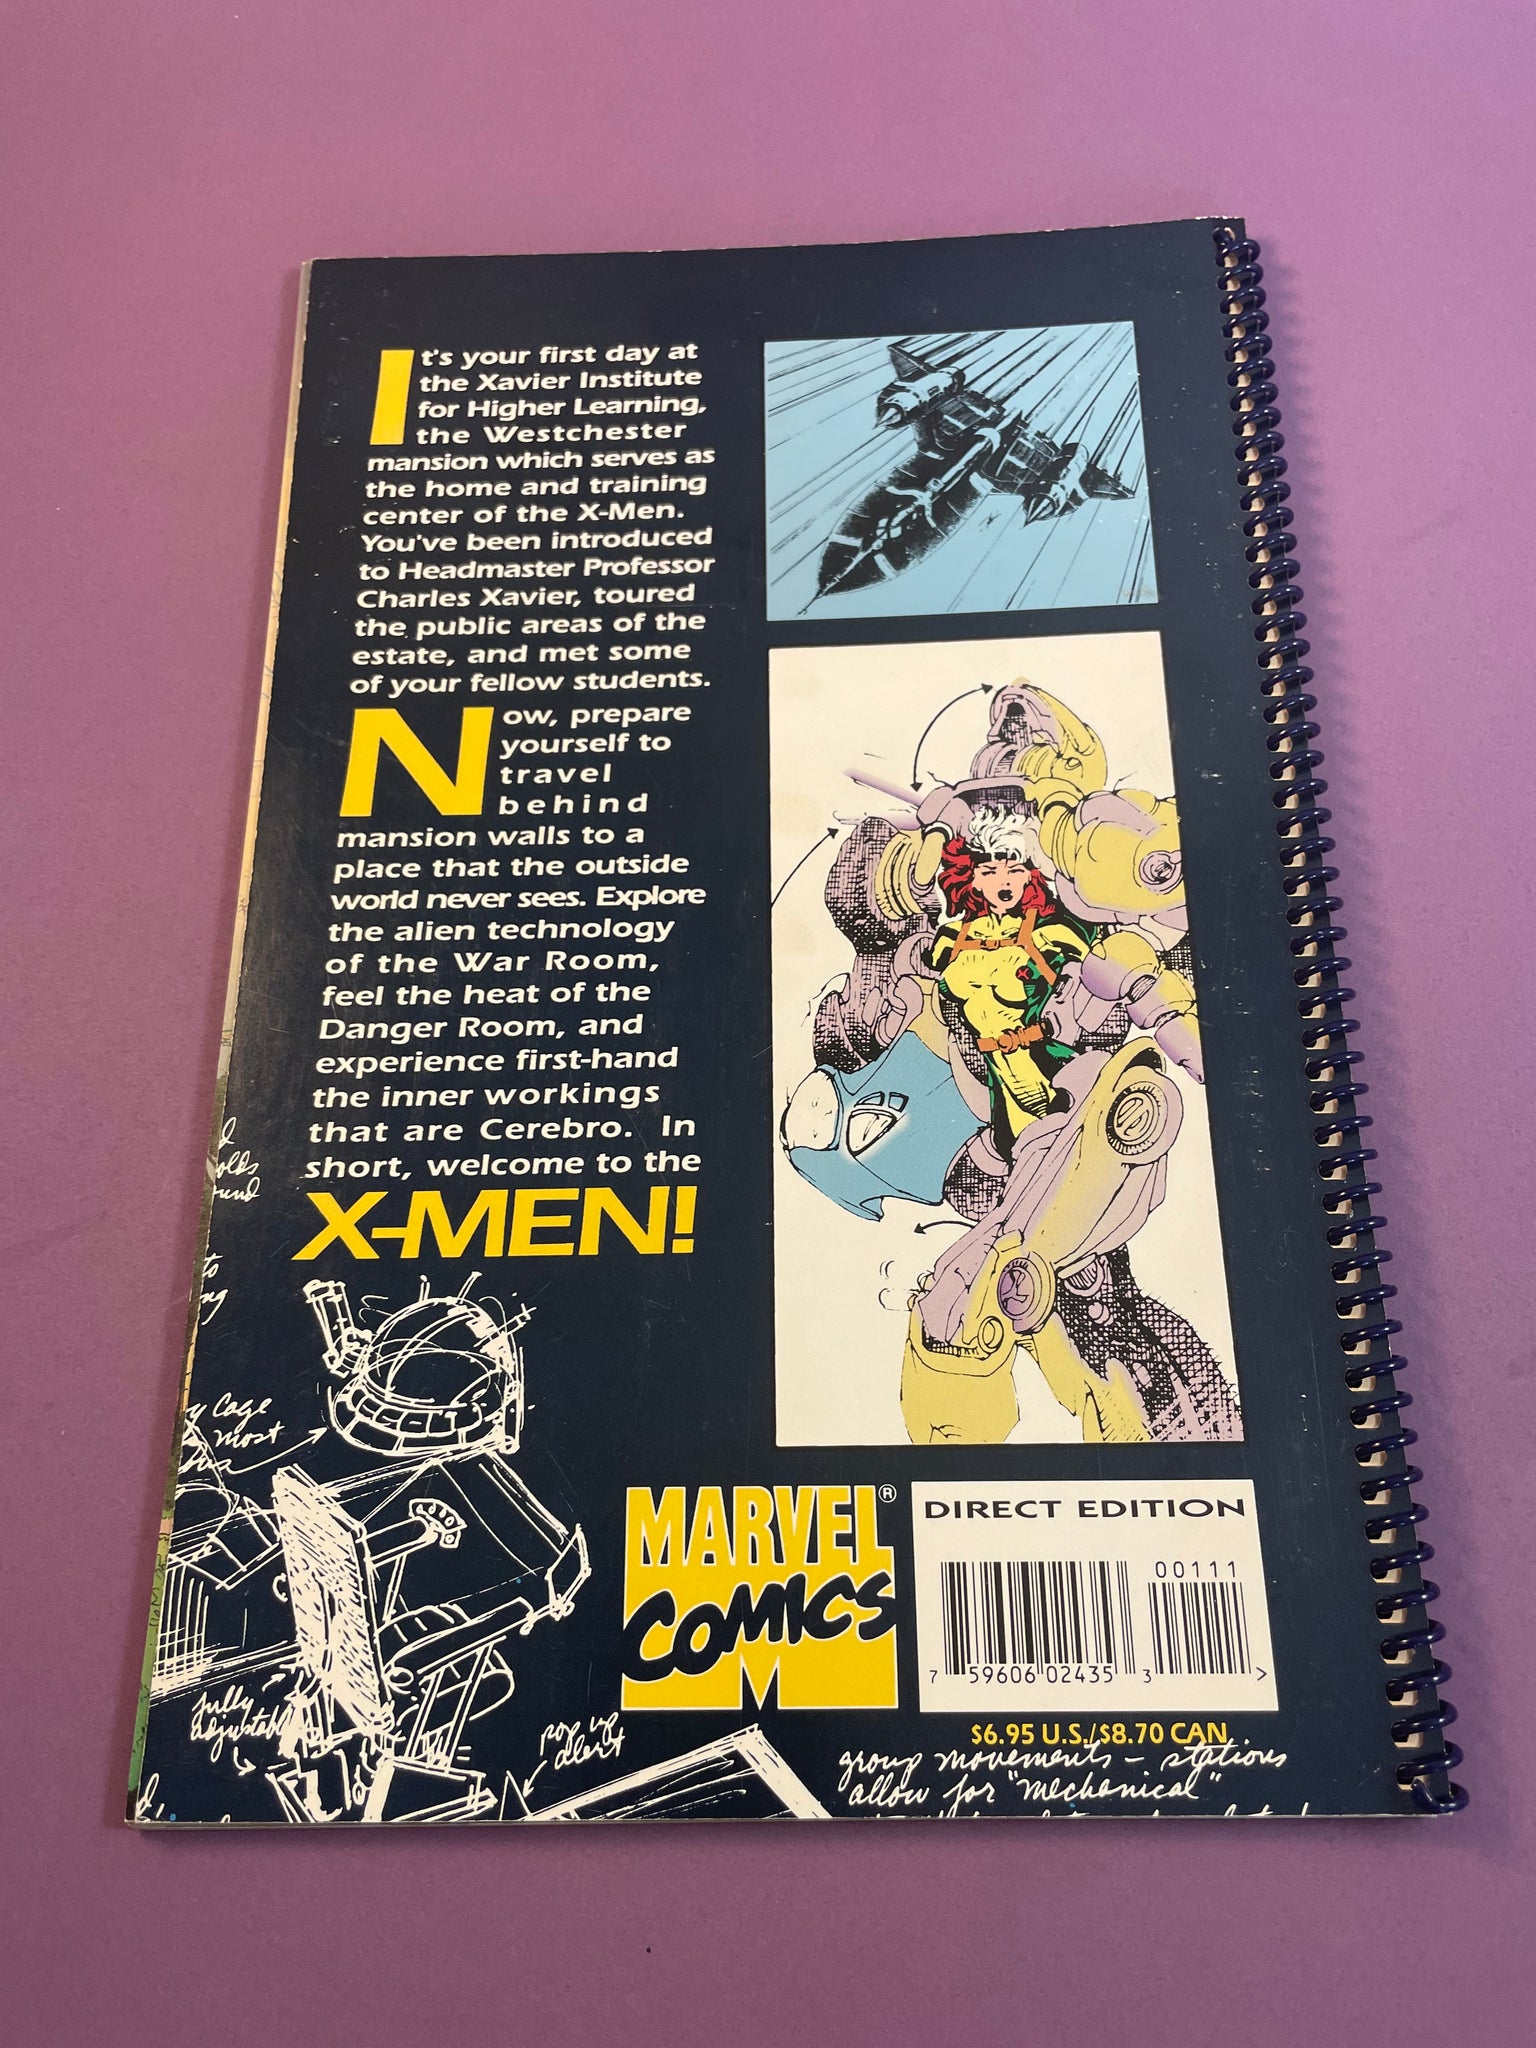 It's your first day at
the Xavier Institute
for Higher Learning,
the Westchester
mansion which serves as
the home and training
center of the X-Men.
You've been introduced
to Headmaster Professor
Charles Xavier, toured
the public areas of the
estate, and met some
of your fellow students.
Now, prepare
yourself to
travel
behind
mansion walls to a
place that the outside
world never sees. Explore
the alien technology
of the War Room,
feel the heat of the
Danger Room, and
experience first-hand
the inner workings
that are Cerebro. In
short, welcome to the
X-MEN!
Cage
most
fully
adjustable
pop up
alert
MARVEL®
COMICS
M
DIRECT EDITION
00111
7 59606 02435 3 >
$6.95 U.S./$8.70 CAN.
group movements - stations
allow for "mechanical"